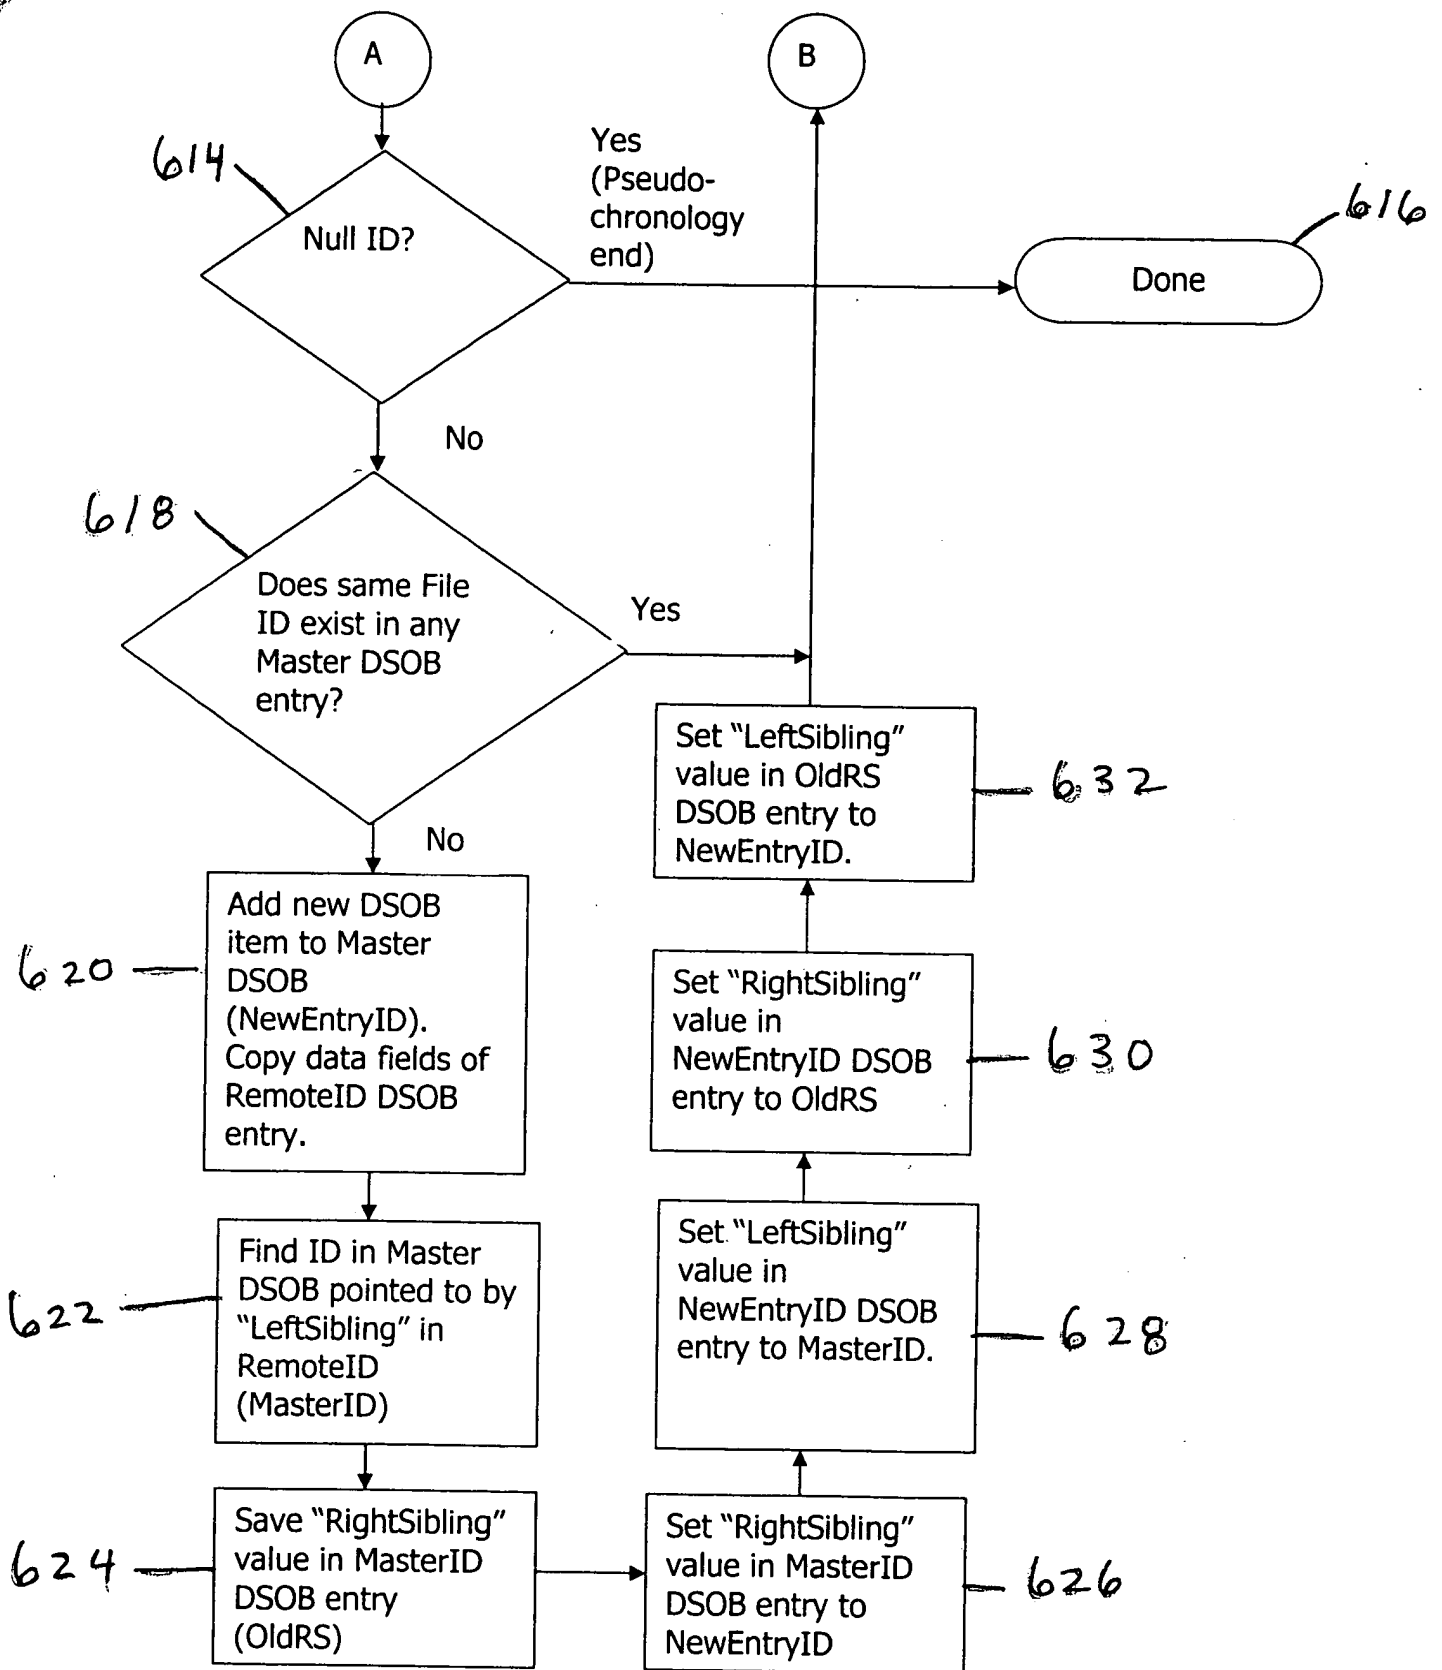 A
B
614
Yes
(Pseudo-
chronology
end)
616
Null ID?
Done
No
618
Does same File
ID exist in any
Master DSOB
entry?
Yes
Set “LeftSibling”
value in OldRS
DSOB entry to
NewEntryID.
632
No
620
Add new DSOB
item to Master
DSOB
(NewEntryID).
Copy data fields of
RemoteID DSOB
entry.
Set “RightSibling”
value in
NewEntryID DSOB
entry to OldRS
630
622
Find ID in Master
DSOB pointed to by
“LeftSibling” in
RemoteID
(MasterID)
Set “LeftSibling”
value in
NewEntryID DSOB
entry to MasterID.
628
624
Save “RightSibling”
value in MasterID
DSOB entry
(OldRS)
Set “RightSibling”
value in MasterID
DSOB entry to
NewEntryID
626